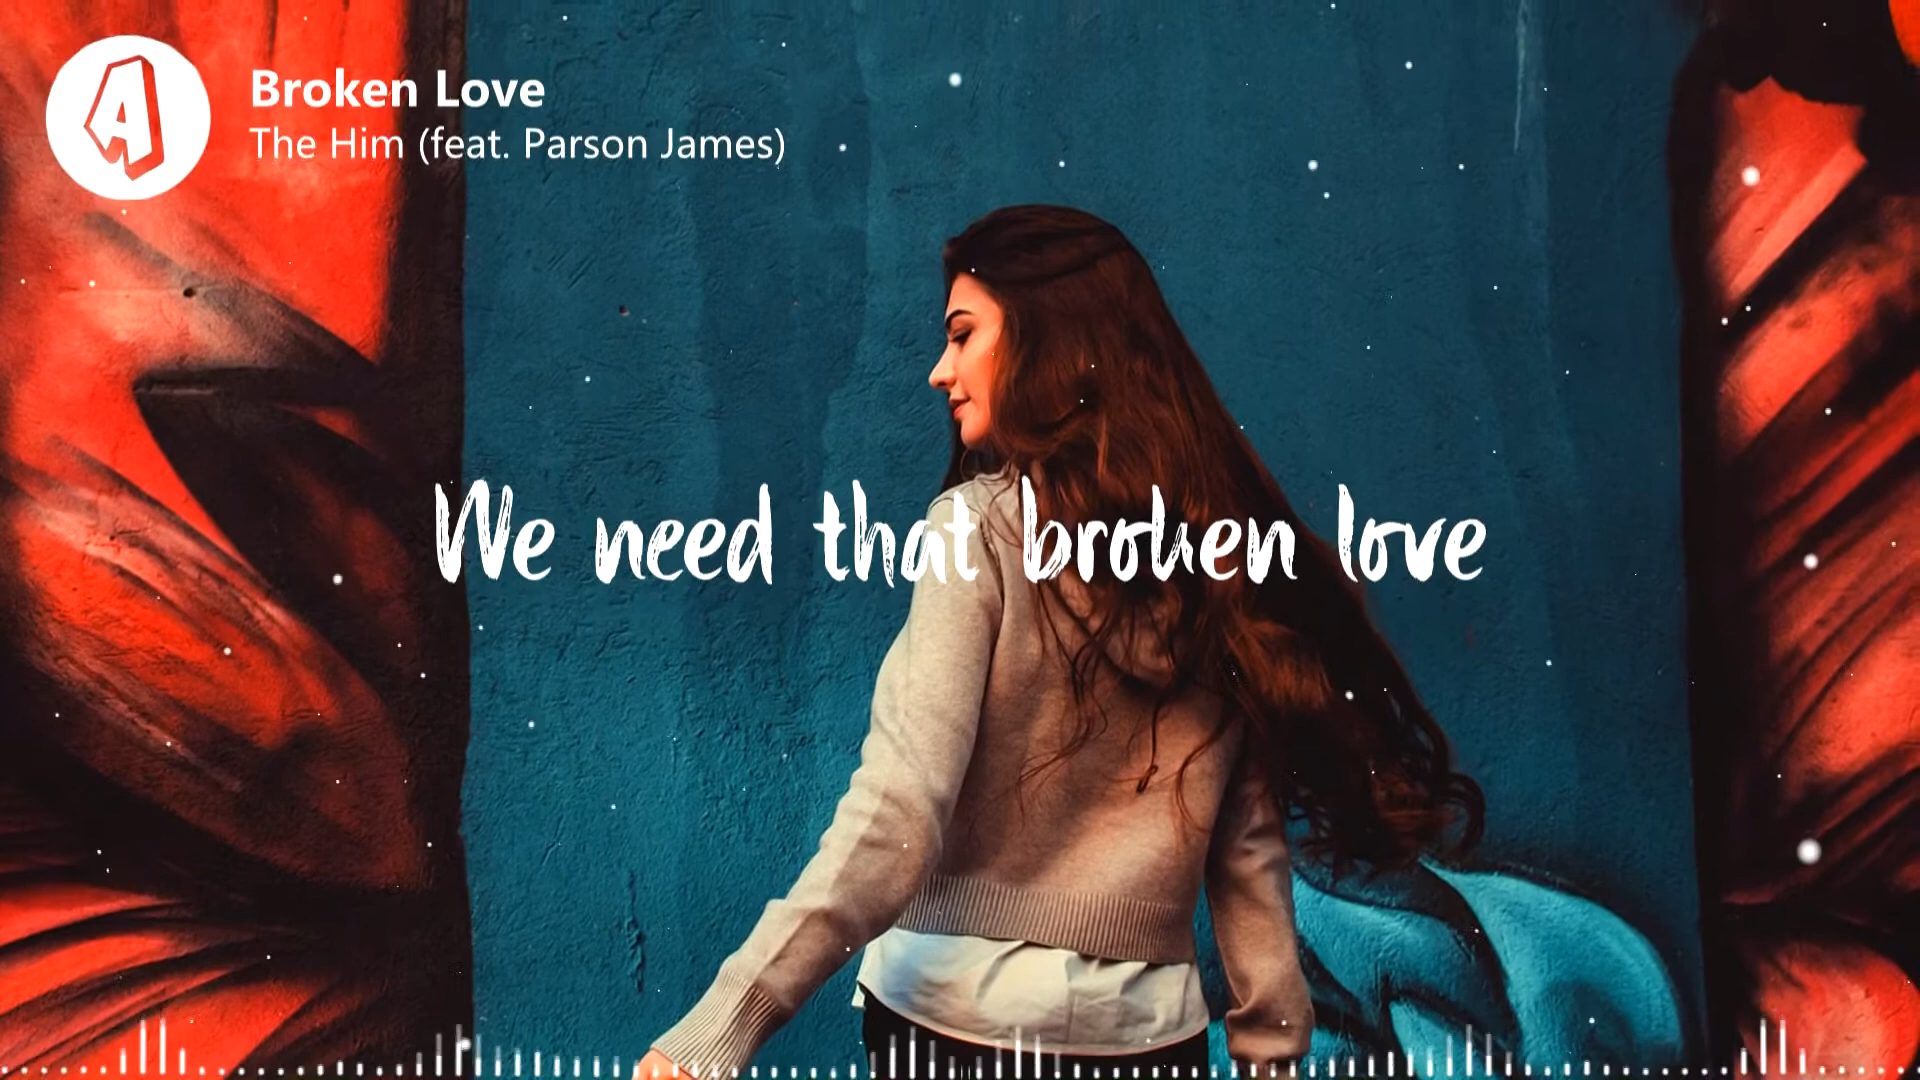 A
Broken Love
The Him (feat. Parson James)
We need that broken love